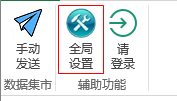 手动 全局 请
发送 设置 登录
数据集市 辅助功能